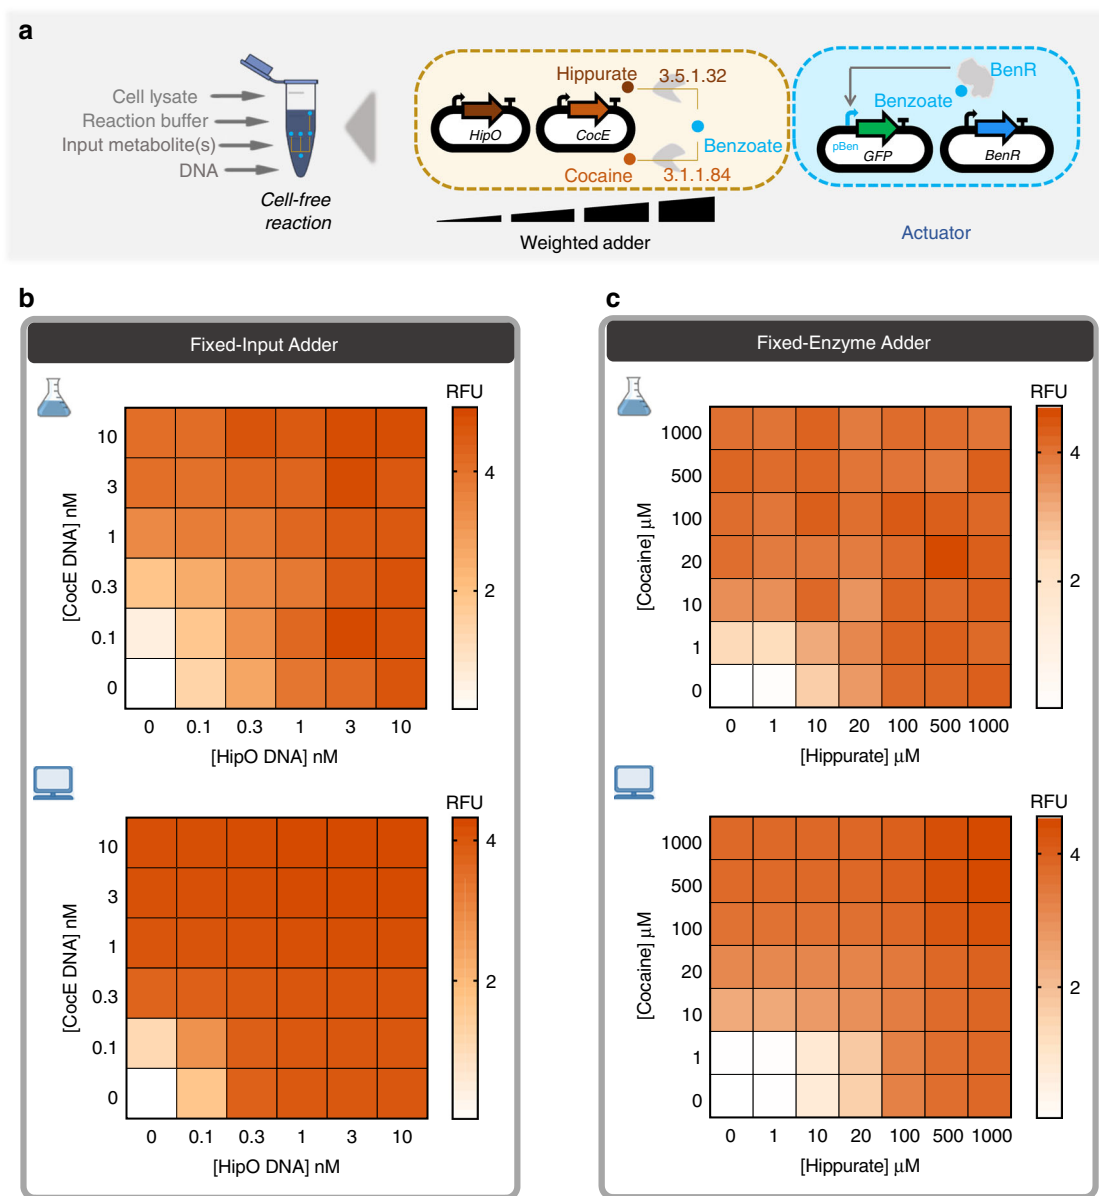 a
Cell lysate
Reaction buffer
Input metabolite(s)
DNA
Cell-free
reaction
HipO
CocE
Hippurate
3.5.1.32
Benzoate
Cocaine
3.1.1.84
Weighted adder
BenR
Benzoate
pBen
GFP
BenR
Actuator
b
Fixed-Input Adder
RFU
[CocE DNA] nM
10
3
1
0.3
0.1
0
0 0.1 0.3 1 3 10
[HipO DNA] nM
4
2
RFU
[CocE DNA] nM
10
3
1
0.3
0.1
0
0 0.1 0.3 1 3 10
[HipO DNA] nM
4
2
c
Fixed-Enzyme Adder
RFU
[Cocaine] µM
1000
500
100
20
10
1
0
0 1 10 20 100 500 1000
[Hippurate] µM
4
2
RFU
[Cocaine] µM
1000
500
100
20
10
1
0
0 1 10 20 100 500 1000
[Hippurate] µM
4
2